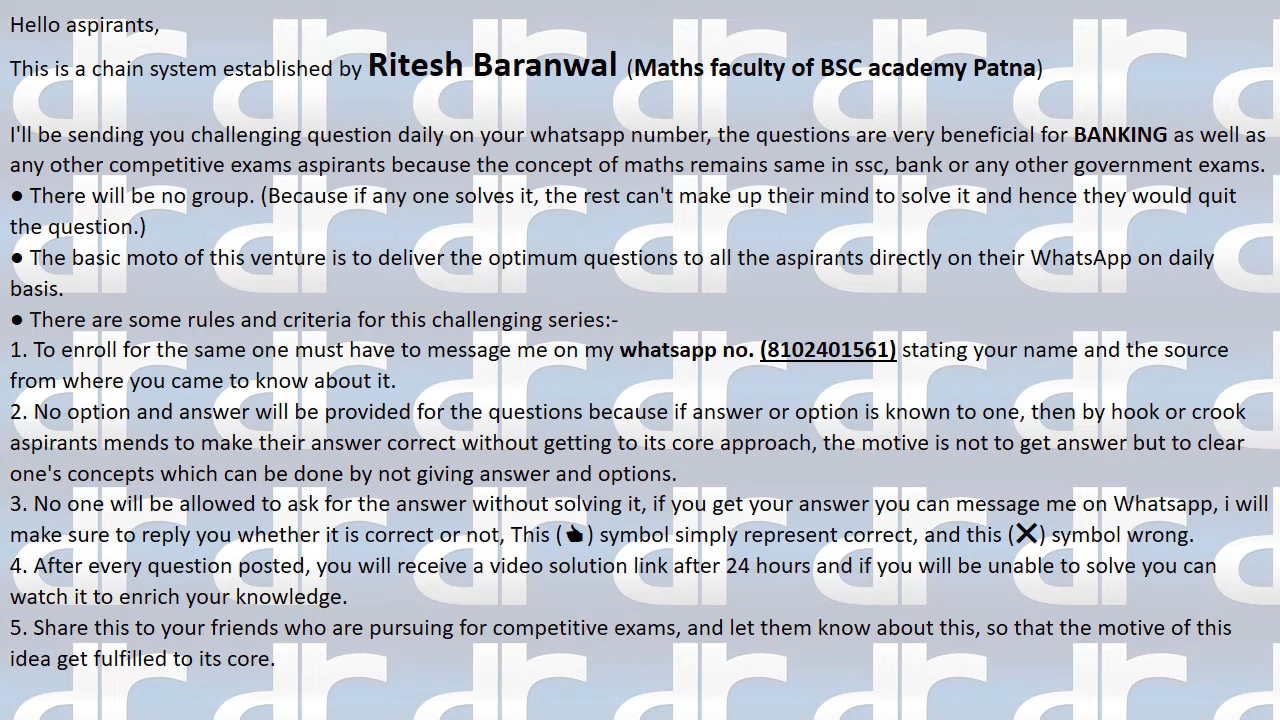 Hello aspirants,
This is a chain system established by Ritesh Baranwal (Maths faculty of BSC academy Patna)
I'll be sending you challenging question daily on your whatsapp number, the questions are very beneficial for BANKING as well as
any other competitive exams aspirants because the concept of maths remains same in ssc, bank or any other government exams.
● There will be no group. (Because if any one solves it, the rest can't make up their mind to solve it and hence they would quit
the question.)
● The basic moto of this venture is to deliver the optimum questions to all the aspirants directly on their WhatsApp on daily
basis.
● There are some rules and criteria for this challenging series:-
1. To enroll for the same one must have to message me on my whatsapp no. (8102401561) stating your name and the source
from where you came to know about it.
2. No option and answer will be provided for the questions because if answer or option is known to one, then by hook or crook
aspirants mends to make their answer correct without getting to its core approach, the motive is not to get answer but to clear
one's concepts which can be done by not giving answer and options.
3. No one will be allowed to ask for the answer without solving it, if you get your answer you can message me on Whatsapp, i will
make sure to reply you whether it is correct or not, This (👍) symbol simply represent correct, and this (❌) symbol wrong.
4. After every question posted, you will receive a video solution link after 24 hours and if you will be unable to solve you can
watch it to enrich your knowledge.
5. Share this to your friends who are pursuing for competitive exams, and let them know about this, so that the motive of this
idea get fulfilled to its core.